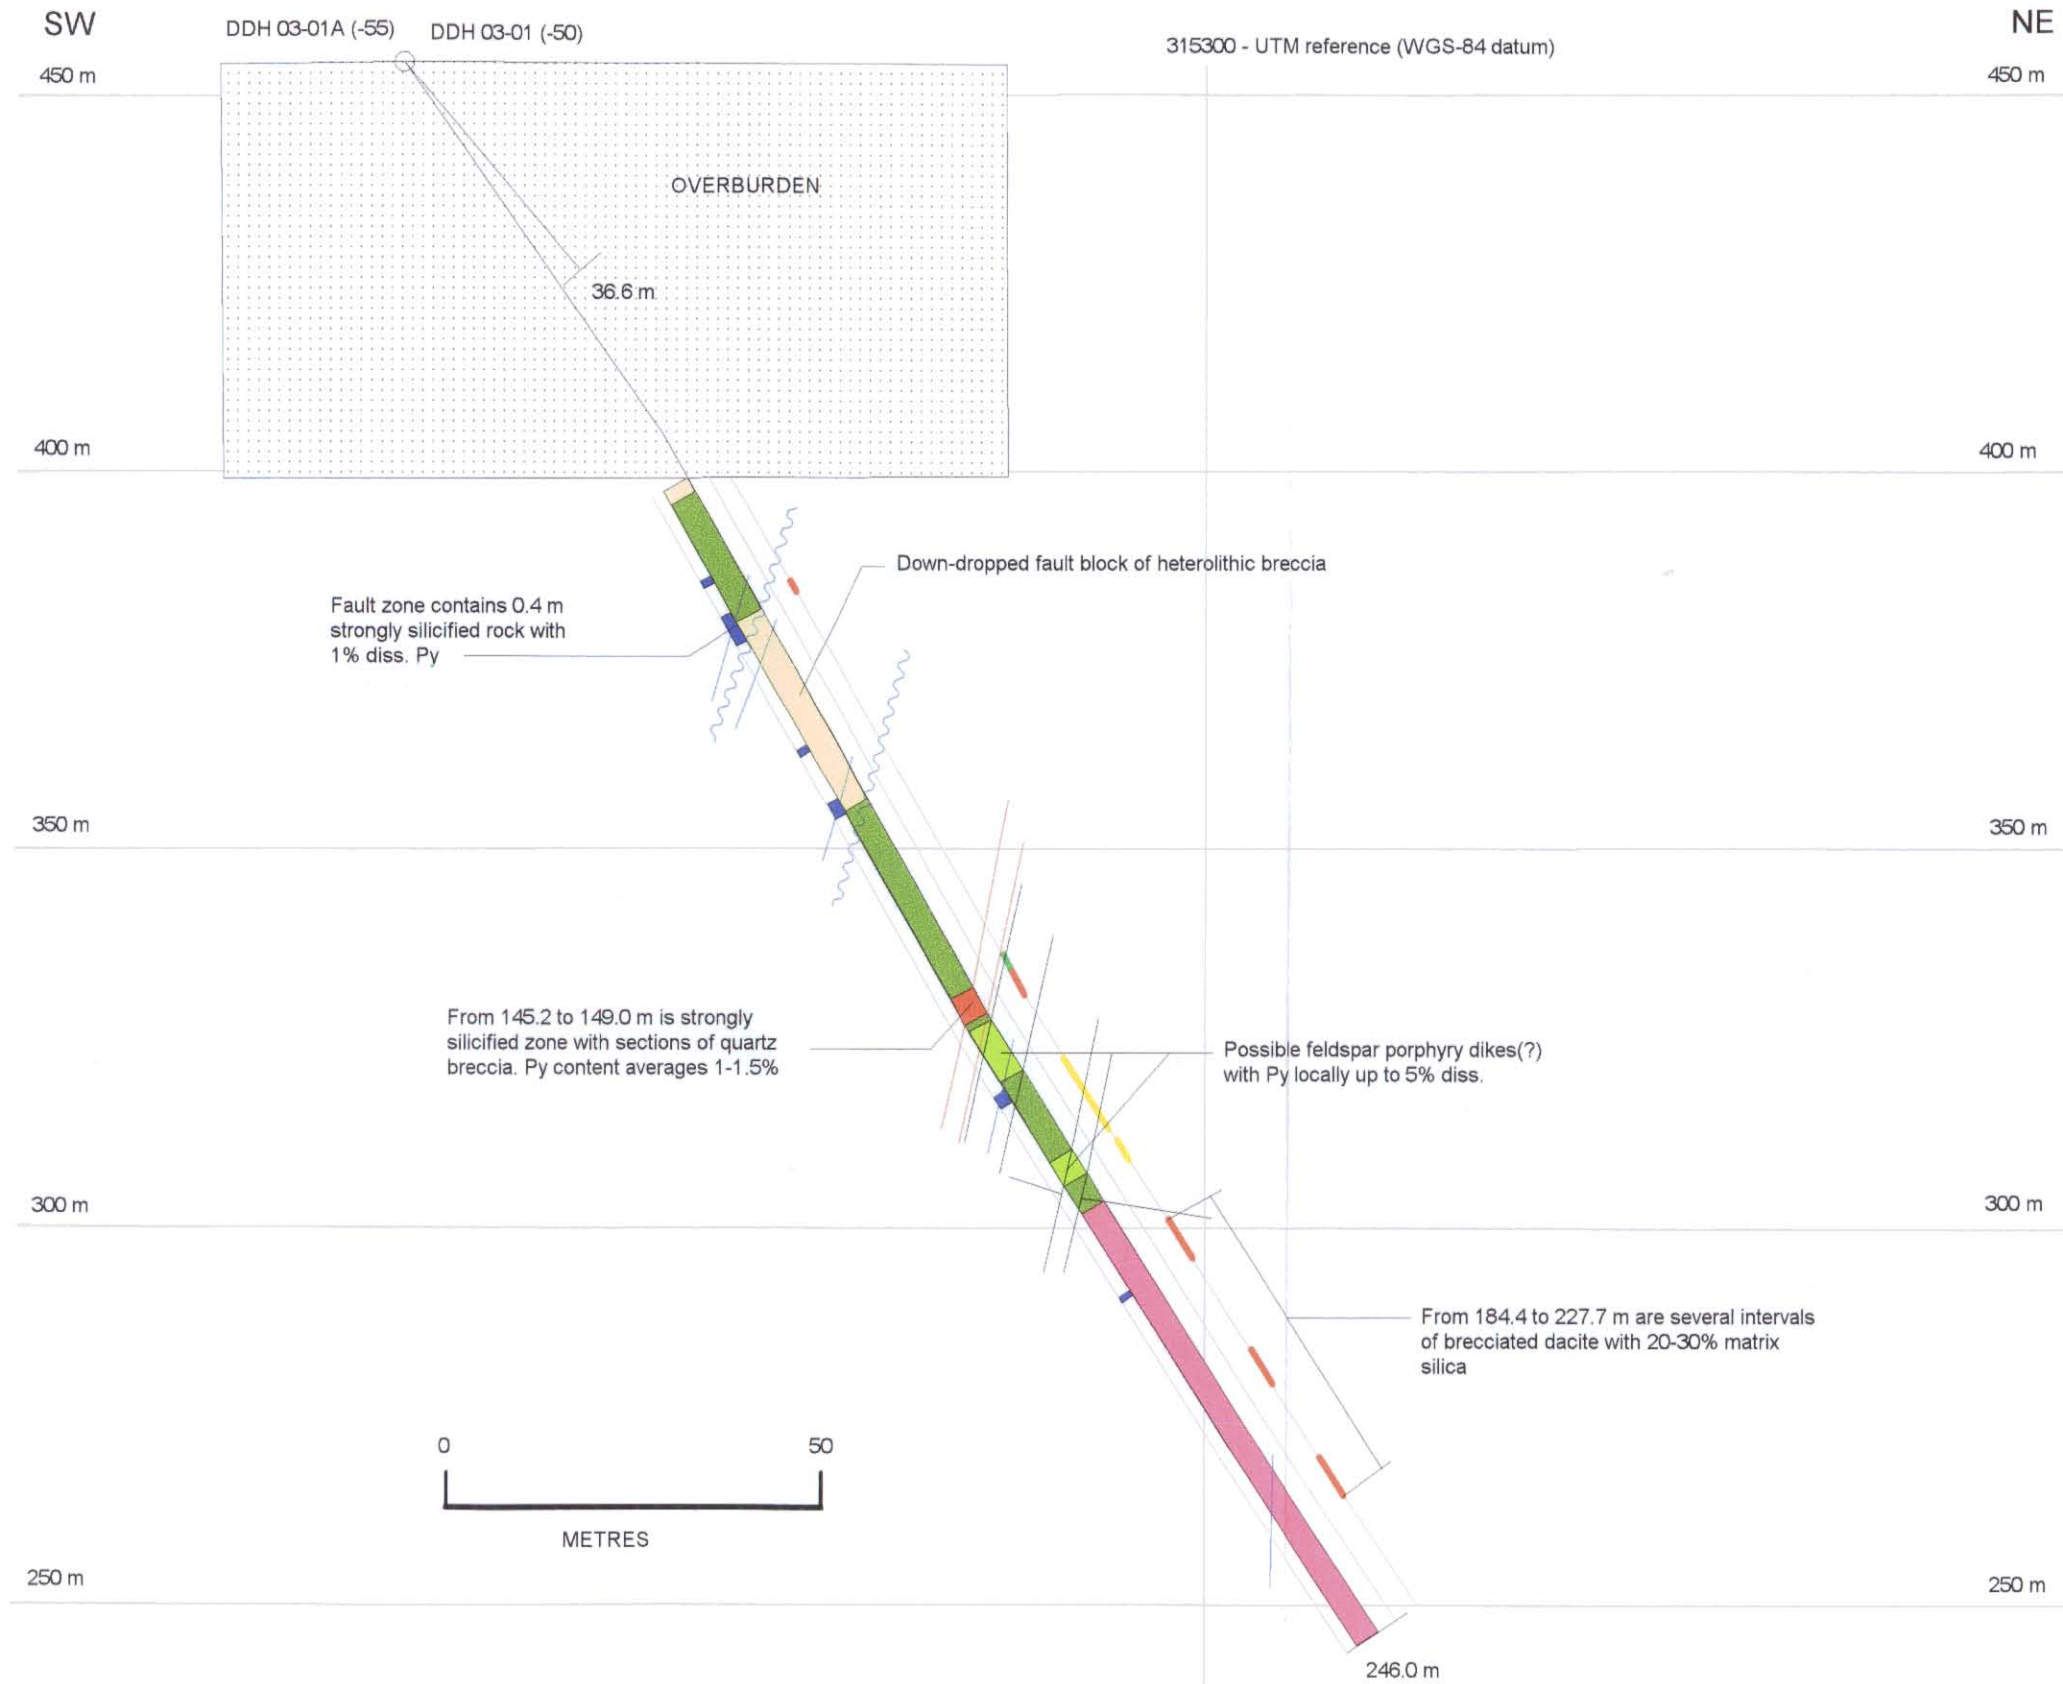 SW
NE
DDH 03-01A (-55)
DDH 03-01 (-50)
315300 - UTM reference (WGS-84 datum)
450 m
450 m
OVERBURDEN
36.6 m
400 m
400 m
Down-dropped fault block of heterolithic breccia
Fault zone contains 0.4 m
strongly silicified rock with
1% diss. Py
350 m
350 m
From 145.2 to 149.0 m is strongly
silicified zone with sections of quartz
breccia. Py content averages 1-1.5%
Possible feldspar porphyry dikes(?)
with Py locally up to 5% diss.
300 m
300 m
From 184.4 to 227.7 m are several intervals
of brecciated dacite with 20-30% matrix
silica
0
50
METRES
250 m
250 m
246.0 m